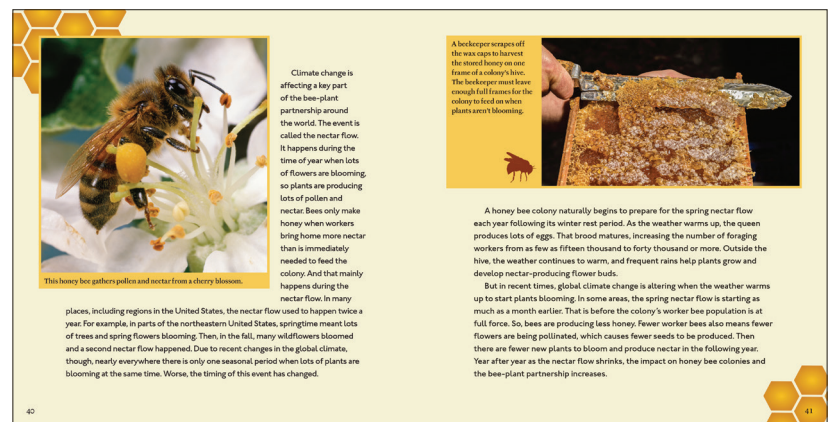 Climate change is
affecting a key part
of the bee-plant
partnership around
the world. The event is
called the nectar flow.
It happens during the
time of year when lots
of flowers are blooming,
so plants are producing
lots of pollen and
nectar. Bees only make
honey when workers
bring home more nectar
than is immediately
needed to feed the
colony. And that mainly
happens during the
nectar flow. In many
places, including regions in the United States, the nectar flow used to happen twice a
year. For example, in parts of the northeastern United States, springtime meant lots
of trees and spring flowers blooming. Then, in the fall, many wildflowers bloomed
and a second nectar flow happened. Due to recent changes in the global climate,
though, nearly everywhere there is only one seasonal period when lots of plants are
blooming at the same time. Worse, the timing of this event has changed.
This honey bee gathers pollen and nectar from a cherry blossom.
40
A beekeeper scrapes off
the wax caps to harvest
the stored honey on one
frame of a colony's hive.
The beekeeper must leave
enough full frames for the
colony to feed on when
plants aren't blooming.
A honey bee colony naturally begins to prepare for the spring nectar flow
each year following its winter rest period. As the weather warms up, the queen
produces lots of eggs. That brood matures, increasing the number of foraging
workers from as few as fifteen thousand to forty thousand or more. Outside the
hive, the weather continues to warm, and frequent rains help plants grow and
develop nectar-producing flower buds.
But in recent times, global climate change is altering when the weather warms
up to start plants blooming. In some areas, the spring nectar flow is starting as
much as a month earlier. That is before the colony's worker bee population is at
full force. So, bees are producing less honey. Fewer worker bees also means fewer
flowers are being pollinated, which causes fewer seeds to be produced. Then
there are fewer new plants to bloom and produce nectar in the following year.
Year after year as the nectar flow shrinks, the impact on honey bee colonies and
the bee-plant partnership increases.
41